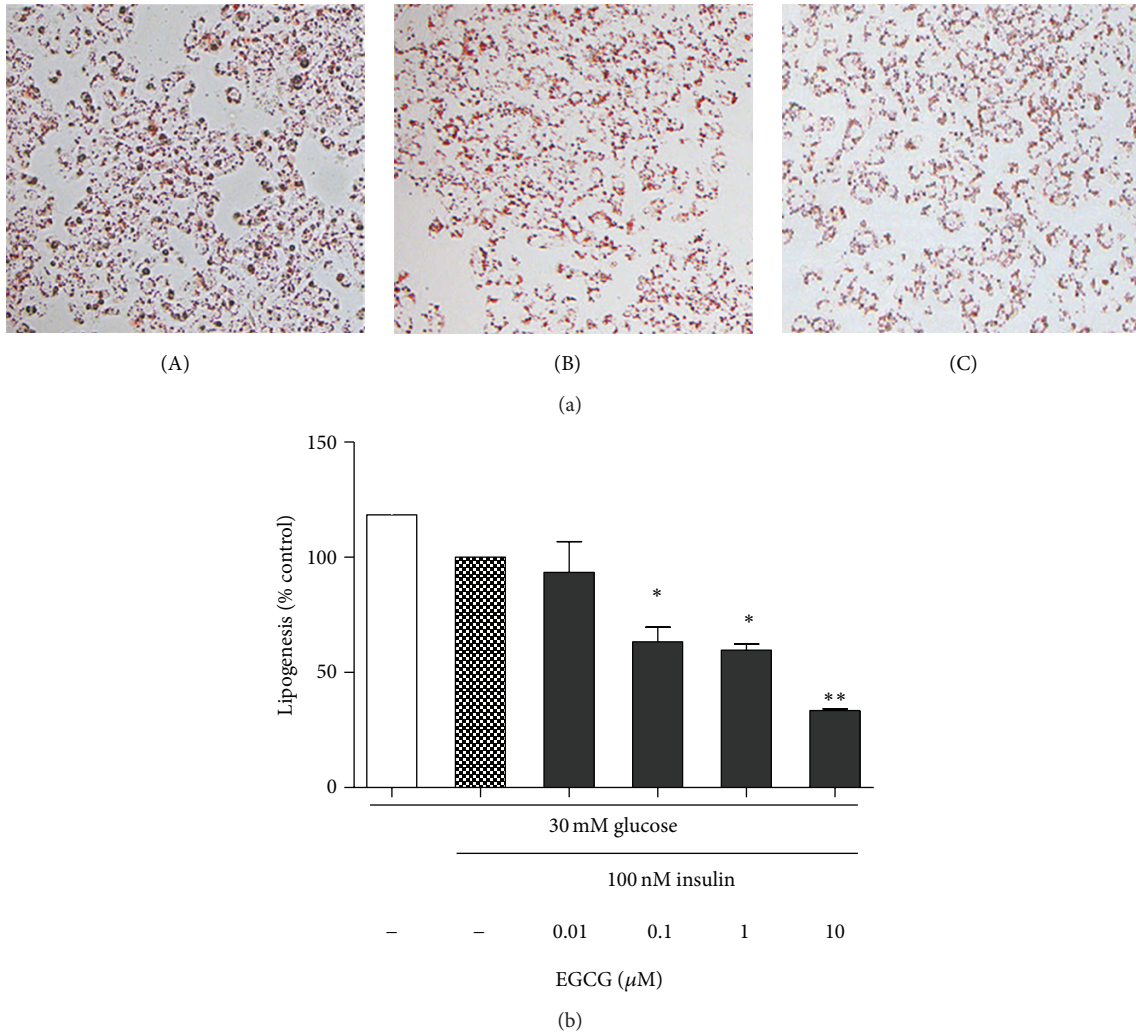 (A) (B) (C)
(a)
150
100
50
0
Lipogenesis (% control)
*
*
**
30 mM glucose
100 nM insulin
– – 0.01 0.1 1 10
EGCG (μM)
(b)